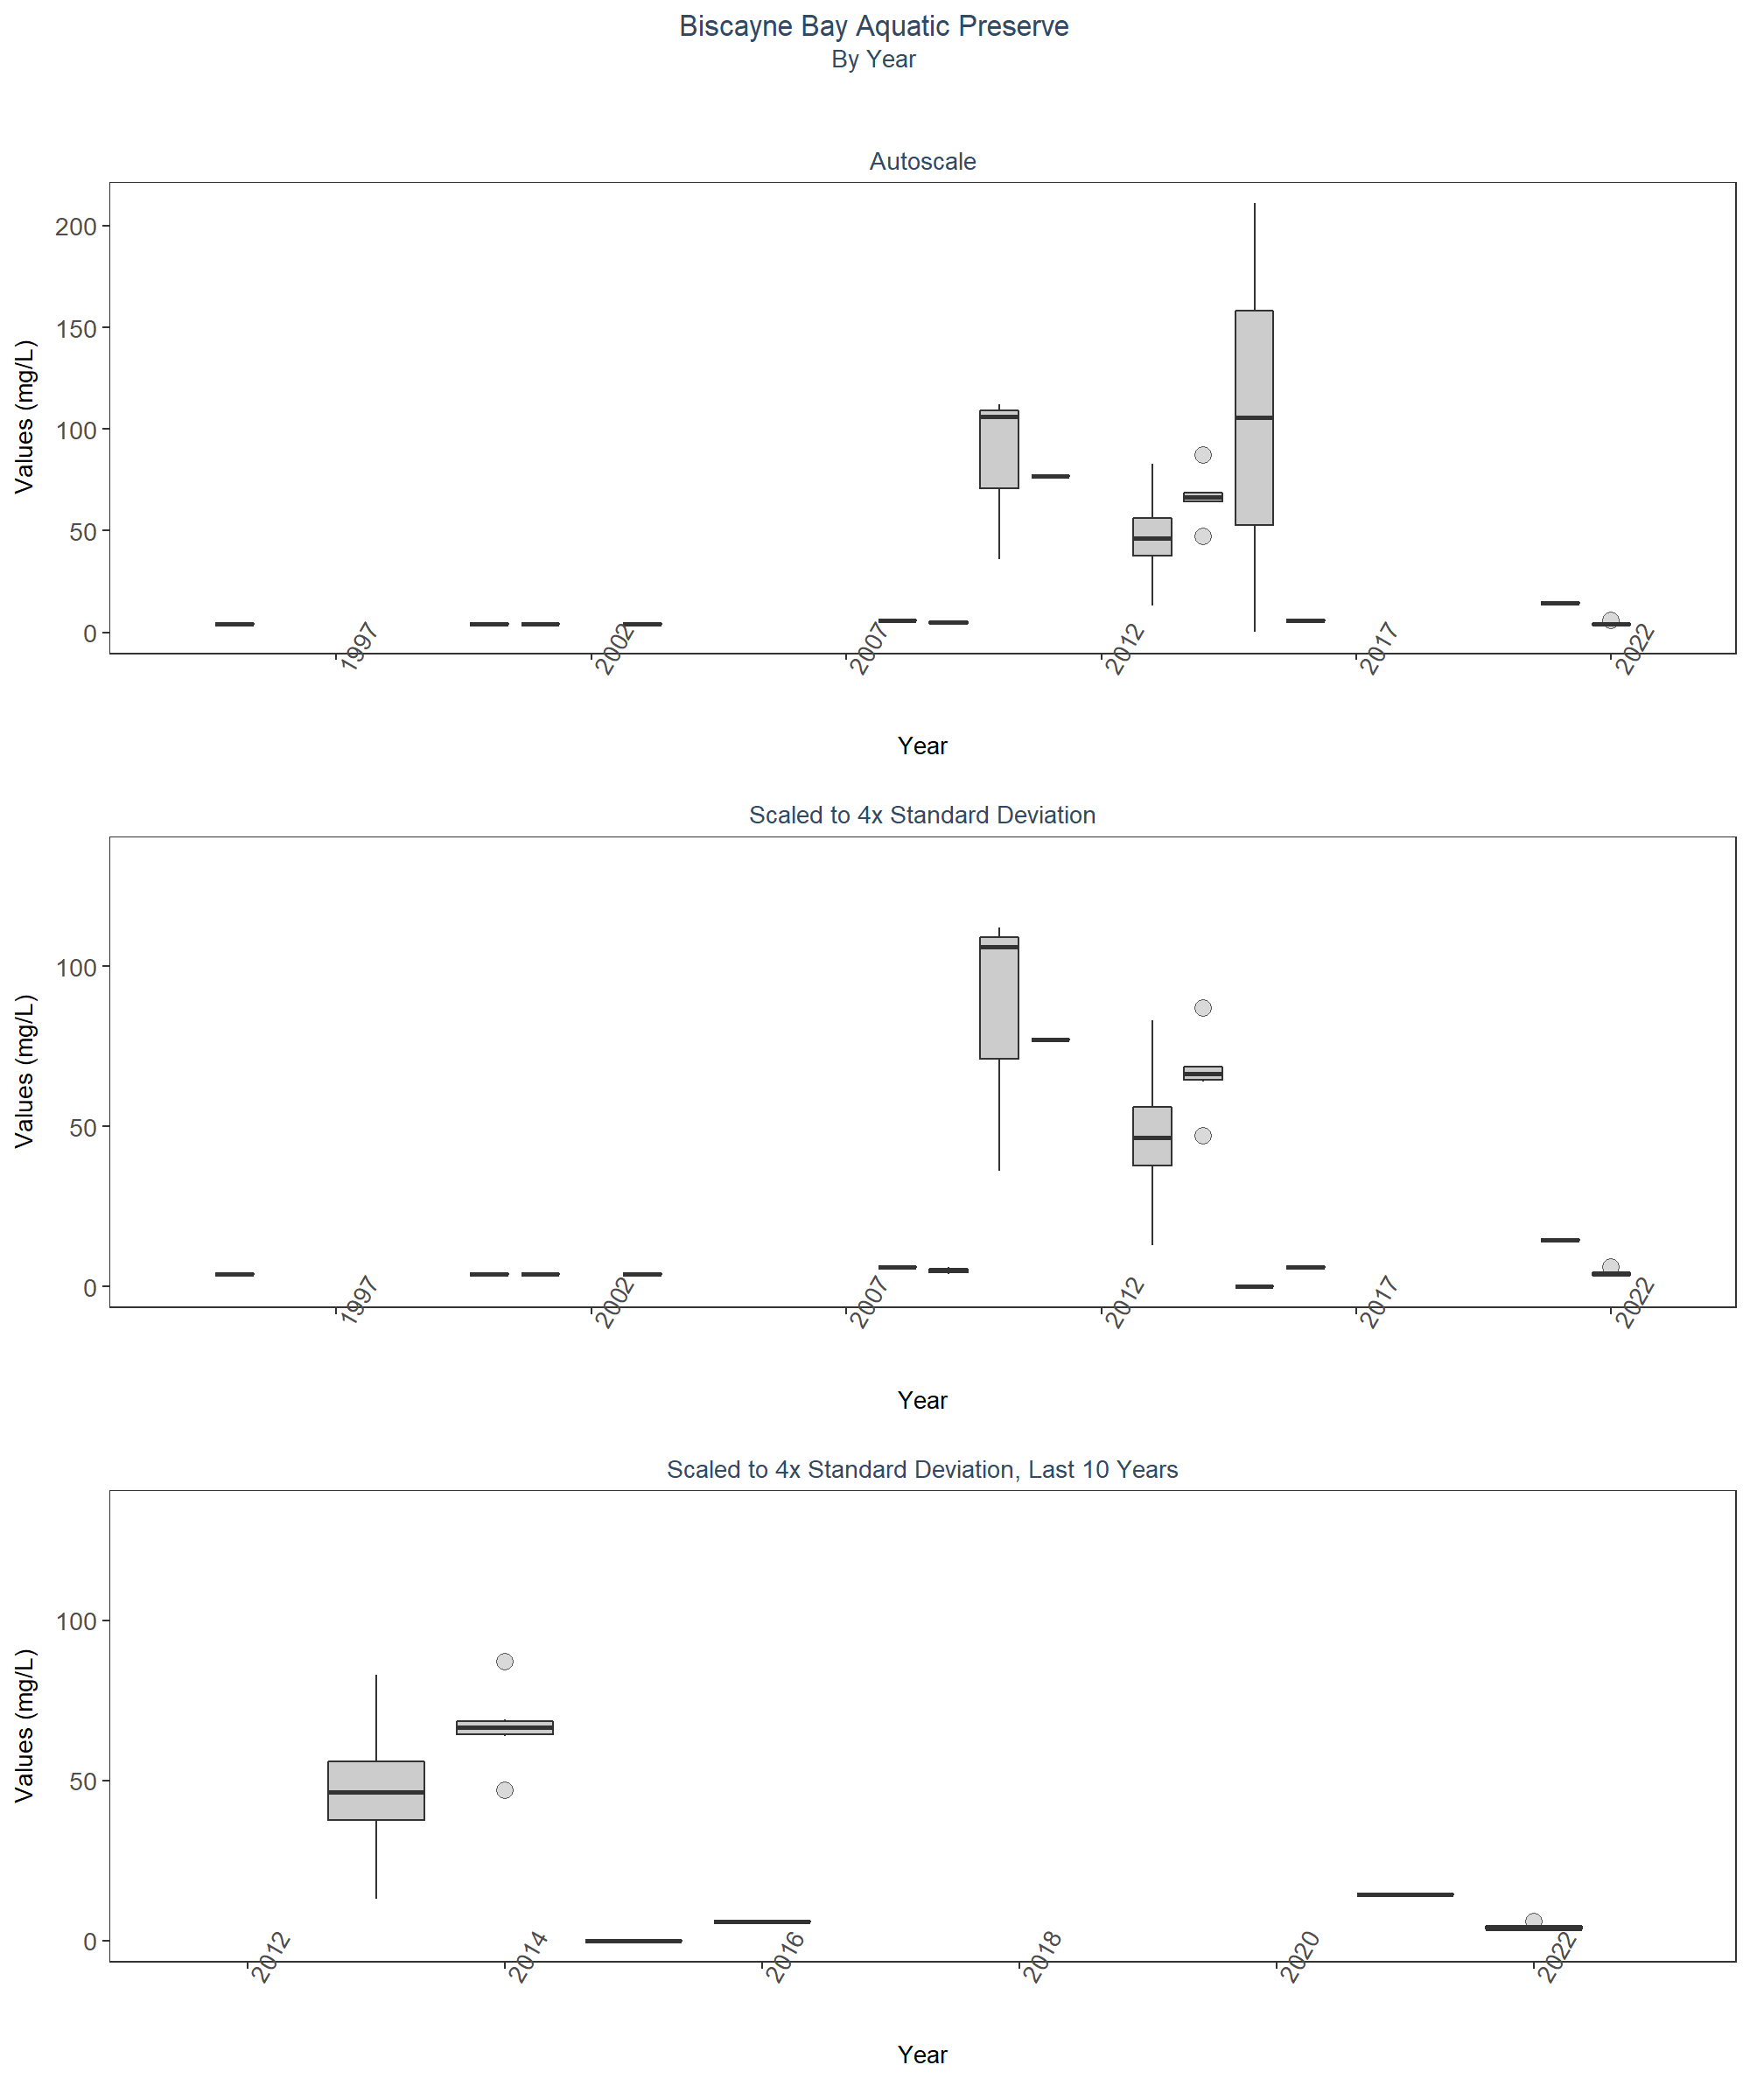 Biscayne Bay Aquatic Preserve
By Year
Autoscale
Values (mg/L)
200
150
100
50
0
1997
2002
2007
2012
2017
2022
Year
Scaled to 4x Standard Deviation
Values (mg/L)
100
50
0
1997
2002
2007
2012
2017
2022
Year
Scaled to 4x Standard Deviation, Last 10 Years
Values (mg/L)
100
50
0
2012
2014
2016
2018
2020
2022
Year